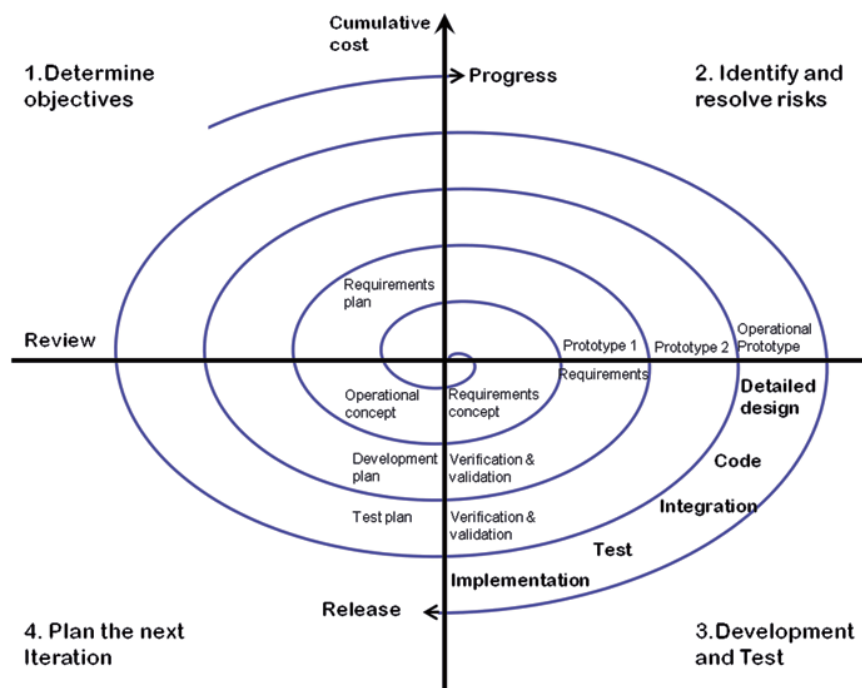 Cumulative
cost
1.Determine
objectives
Progress
2. Identify and
resolve risks
Requirements
plan
Review
Prototype 1
Prototype 2
Operational
Prototype
Requirements
Detailed
design
Operational
concept
Requirements
concept
Development
plan
Verification &
validation
Code
Integration
Test plan
Verification &
validation
Test
Implementation
Release
4. Plan the next
Iteration
3.Development
and Test